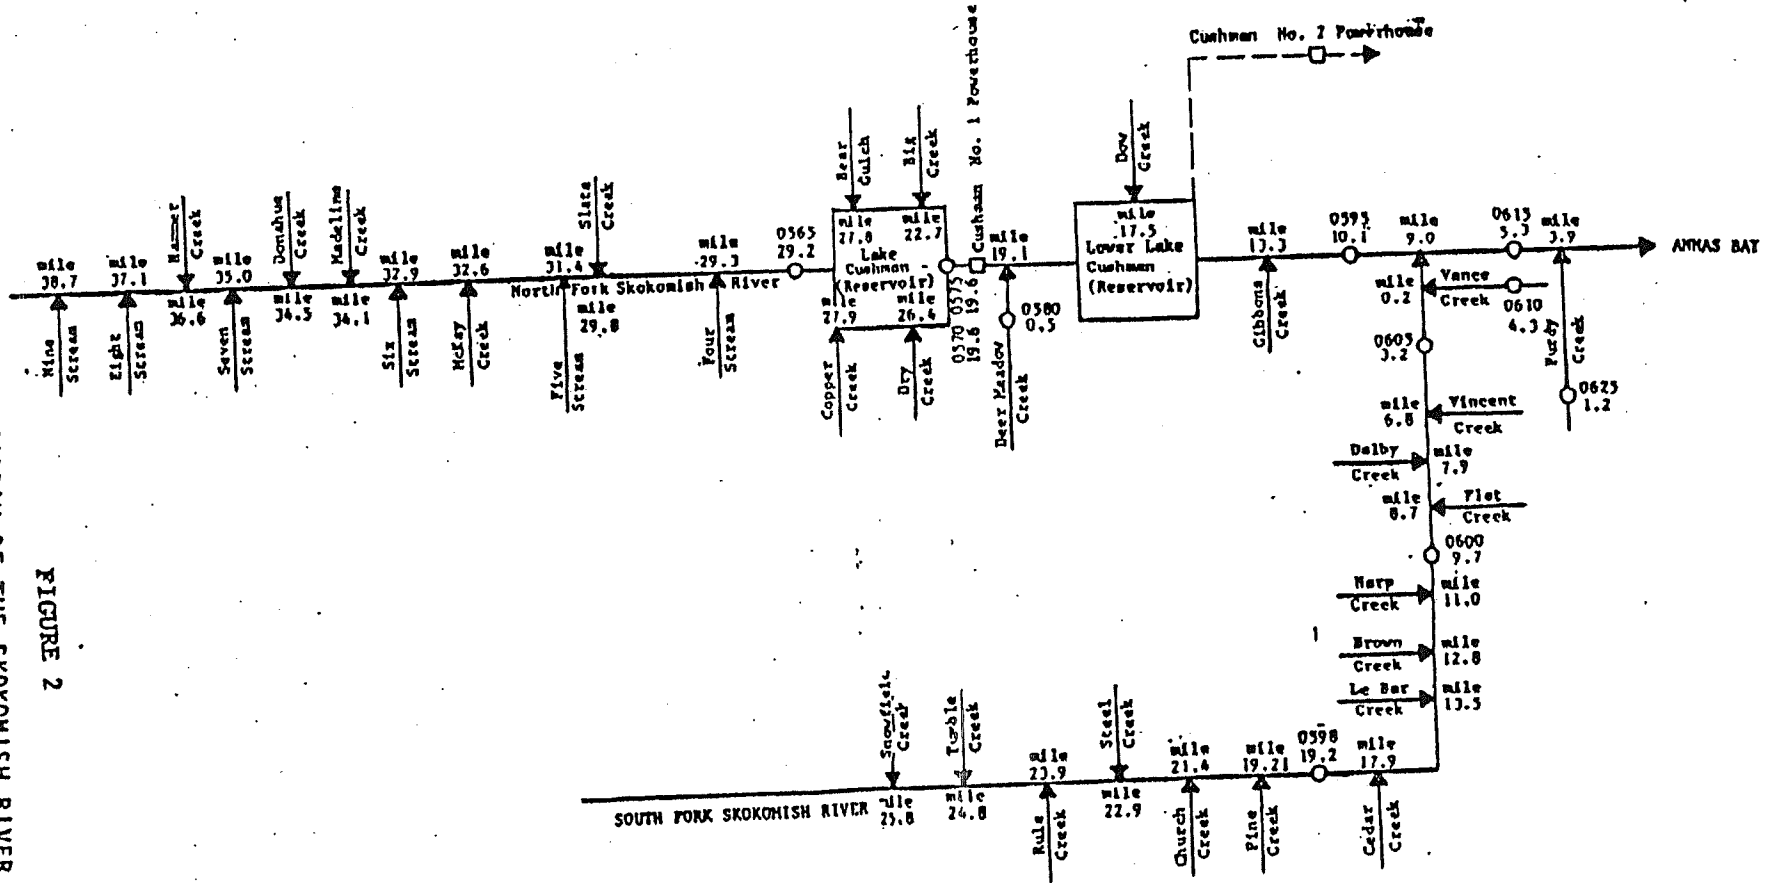 Cushman No. 2 Powerhouse
Cushman No. 1 Powerhouse
Bear
Gulch
Big
Creek
Dow
Creek
Hammer
Creek
Donahue
Creek
Madeline
Creek
Slate
Creek
mile
38.7
mile
37.1
mile
35.0
mile
32.9
mile
32.6
mile
31.4
mile
29.3
0565
29.2
mile
27.8
mile
22.7
Lake
Cushman
(Reservoir)
mile
27.9
mile
26.4
0570
19.6
0575
19.6
mile
19.1
0580
0.5
mile
17.5
Lower Lake
Cushman
(Reservoir)
mile
13.3
0595
10.1
mile
9.0
0615
5.3
mile
3.9
ANNAS BAY
North Fork Skokomish River
mile
36.6
mile
34.5
mile
34.1
mile
29.8
Nine
Stream
Eight
Stream
Seven
Stream
Six
Stream
McKay
Creek
Five
Stream
Four
Stream
Copper
Creek
Dry
Creek
Deer Meadow
Creek
Gibbons
Creek
mile
0.2
Vance
Creek
0610
4.3
Purdy
Creek
0605
3.2
0625
1.2
mile
6.8
Vincent
Creek
Dalby
Creek
mile
7.9
mile
8.7
Flat
Creek
0600
9.7
Harp
Creek
mile
11.0
Brown
Creek
mile
12.8
Le Bar
Creek
mile
13.5
Snowfield
Creek
Tumble
Creek
Steel
Creek
mile
23.9
mile
21.4
mile
19.21
0598
19.2
mile
17.9
SOUTH FORK SKOKOMISH RIVER
mile
25.8
mile
24.8
mile
22.9
Rule
Creek
Church
Creek
Pine
Creek
Cedar
Creek
FIGURE 2
OF THE SKOKOMISH RIVER